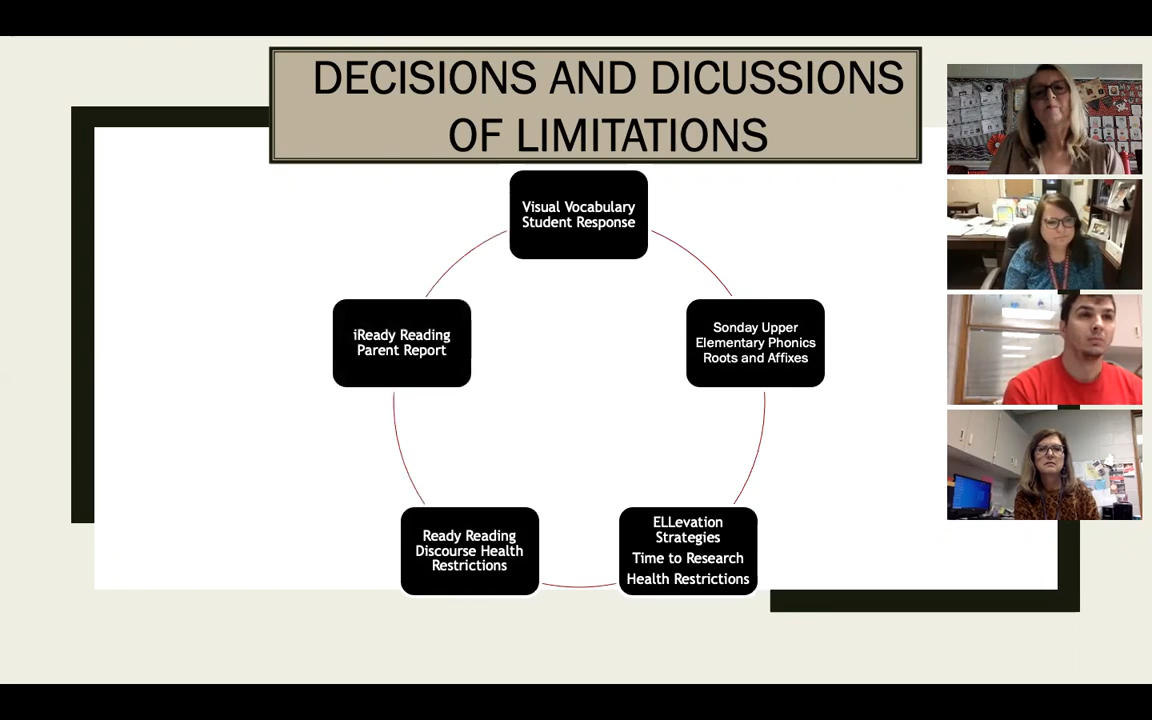 DECISIONS AND DICUSSIONS
OF LIMITATIONS
Visual Vocabulary
Student Response
iReady Reading
Parent Report
Sonday Upper
Elementary Phonics
Roots and Affixes
Ready Reading
Discourse Health
Restrictions
ELLevation
Strategies
Time to Research
Health Restrictions